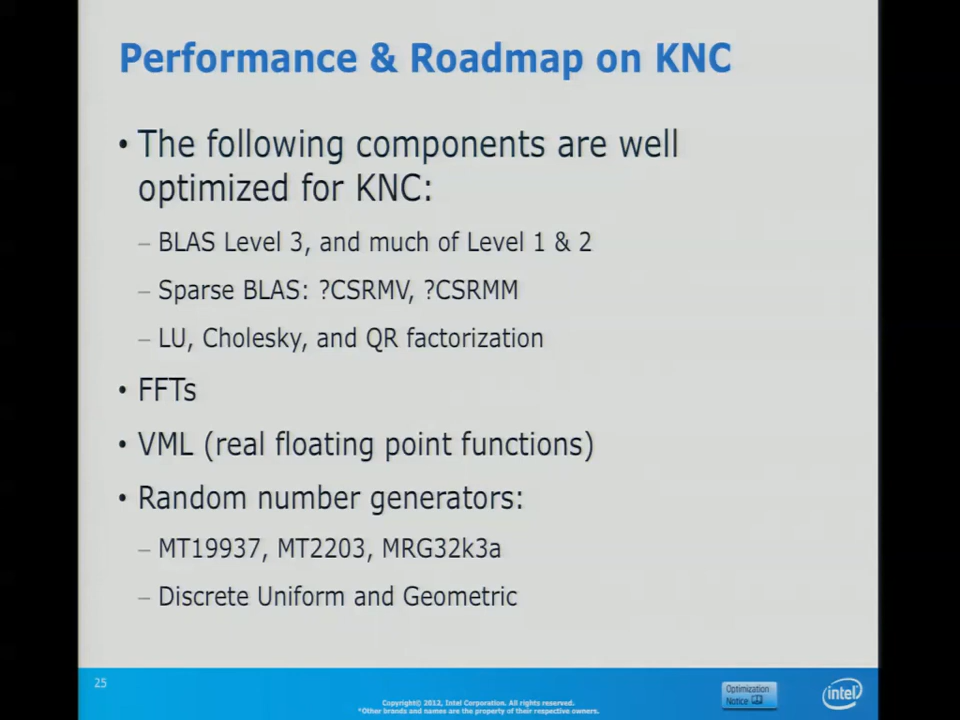 Performance & Roadmap on KNC
• The following components are well
optimized for KNC:
– BLAS Level 3, and much of Level 1 & 2
– Sparse BLAS: ?CSRMV, ?CSRMM
– LU, Cholesky, and QR factorization
• FFTs
• VML (real floating point functions)
• Random number generators:
– MT19937, MT2203, MRG32k3a
– Discrete Uniform and Geometric
25
Copyright© 2012, Intel Corporation. All rights reserved.
*Other brands and names are the property of their respective owners.
Optimization
Notice
intel